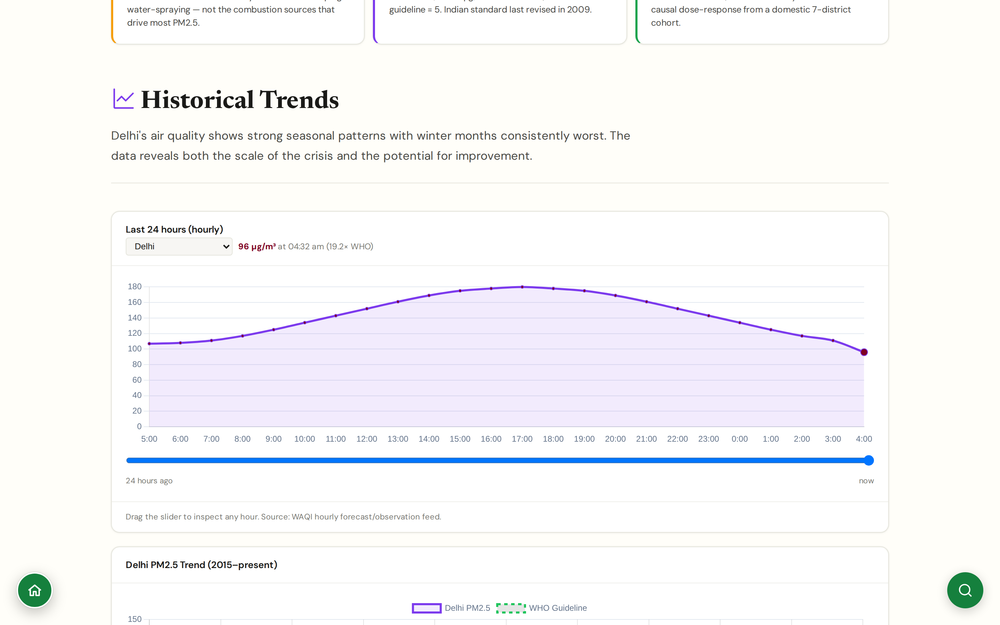 water-spraying — not the combustion sources that
drive most PM2.5.
guideline = 5. Indian standard last revised in 2009.
causal dose-response from a domestic 7-district
cohort.
Historical Trends
Delhi's air quality shows strong seasonal patterns with winter months consistently worst. The
data reveals both the scale of the crisis and the potential for improvement.
Last 24 hours (hourly)
Delhi 96 µg/m³ at 04:32 am (19.2× WHO)
180
160
140
120
100
80
60
40
20
0
5:00 6:00 7:00 8:00 9:00 10:00 11:00 12:00 13:00 14:00 15:00 16:00 17:00 18:00 19:00 20:00 21:00 22:00 23:00 0:00 1:00 2:00 3:00 4:00
24 hours ago now
Drag the slider to inspect any hour. Source: WAQI hourly forecast/observation feed.
Delhi PM2.5 Trend (2015–present)
Delhi PM2.5 WHO Guideline
150